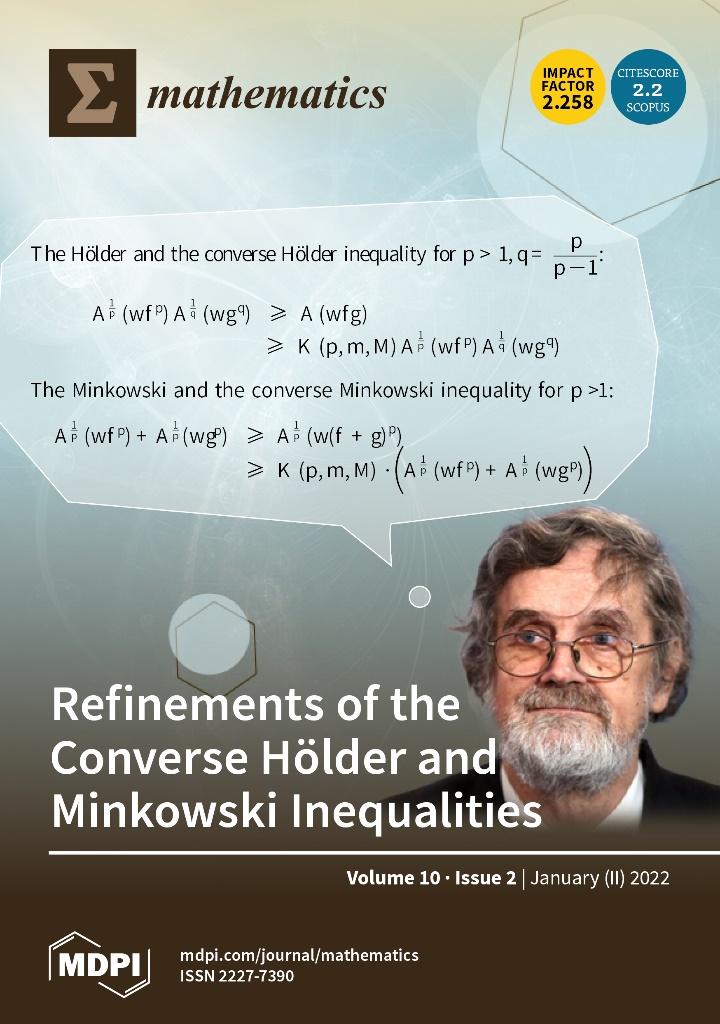 Σ mathematics
IMPACT
FACTOR
2.258
CITESCORE
2.2
SCOPUS
The Hölder and the converse Hölder inequality for p > 1, q = p/(p−1):
A^(1/p) (wf^p) A^(1/q) (wg^q) ⩾ A (wfg)
⩾ K (p, m, M) A^(1/p) (wf^p) A^(1/q) (wg^q)
The Minkowski and the converse Minkowski inequality for p >1:
A^(1/p) (wf^p) + A^(1/p) (wg^p) ⩾ A^(1/p) (w(f + g)^p)
⩾ K (p, m, M) · (A^(1/p) (wf^p) + A^(1/p) (wg^p))
Refinements of the
Converse Hölder and
Minkowski Inequalities
Volume 10 · Issue 2 | January (II) 2022
MDPI
mdpi.com/journal/mathematics
ISSN 2227-7390